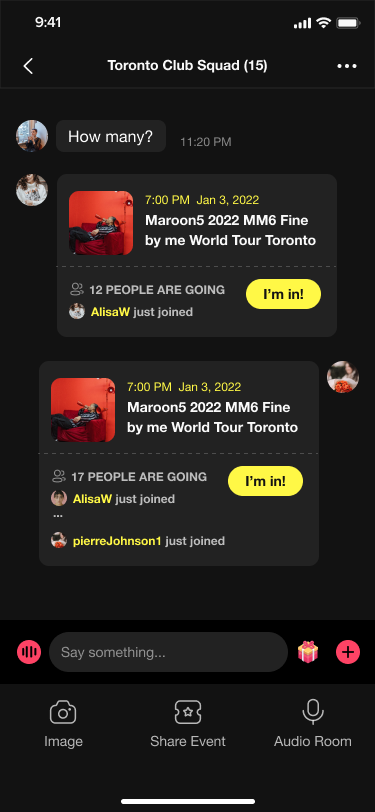 9:41
Toronto Club Squad (15)
How many?
11:20 PM
7:00 PM Jan 3, 2022
Maroon5 2022 MM6 Fine
by me World Tour Toronto
12 PEOPLE ARE GOING
I'm in!
AlisaW just joined
7:00 PM Jan 3, 2022
Maroon5 2022 MM6 Fine
by me World Tour Toronto
17 PEOPLE ARE GOING
I'm in!
AlisaW just joined
...
pierreJohnson1 just joined
Say something...
Image
Share Event
Audio Room